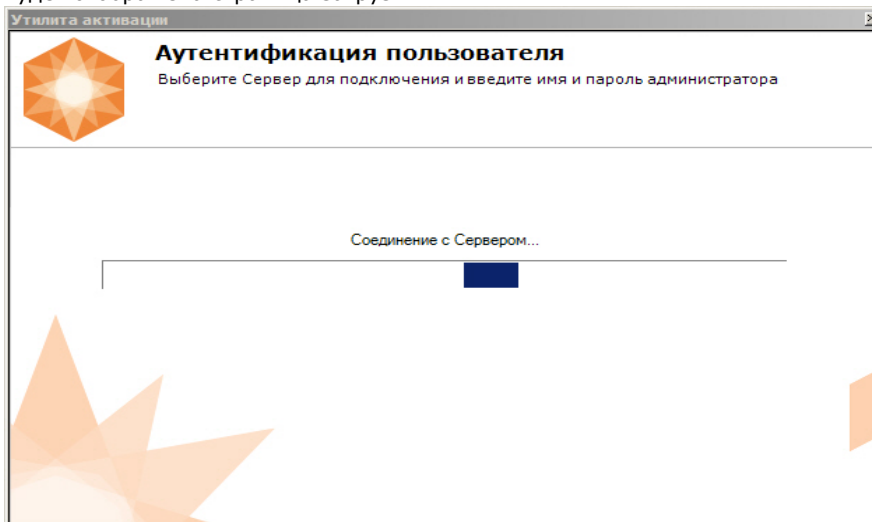 Утилита активации
Аутентификация пользователя
Выберите Сервер для подключения и введите имя и пароль администратора
Соединение с Сервером...